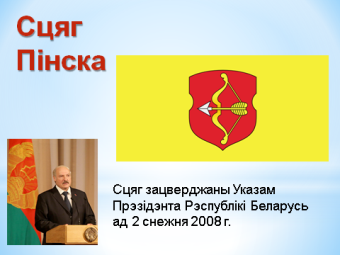 Сцяг
Пінска
Сцяг зацверджаны Указам
Прэзідэнта Рэспублікі Беларусь
ад 2 снежня 2008 г.